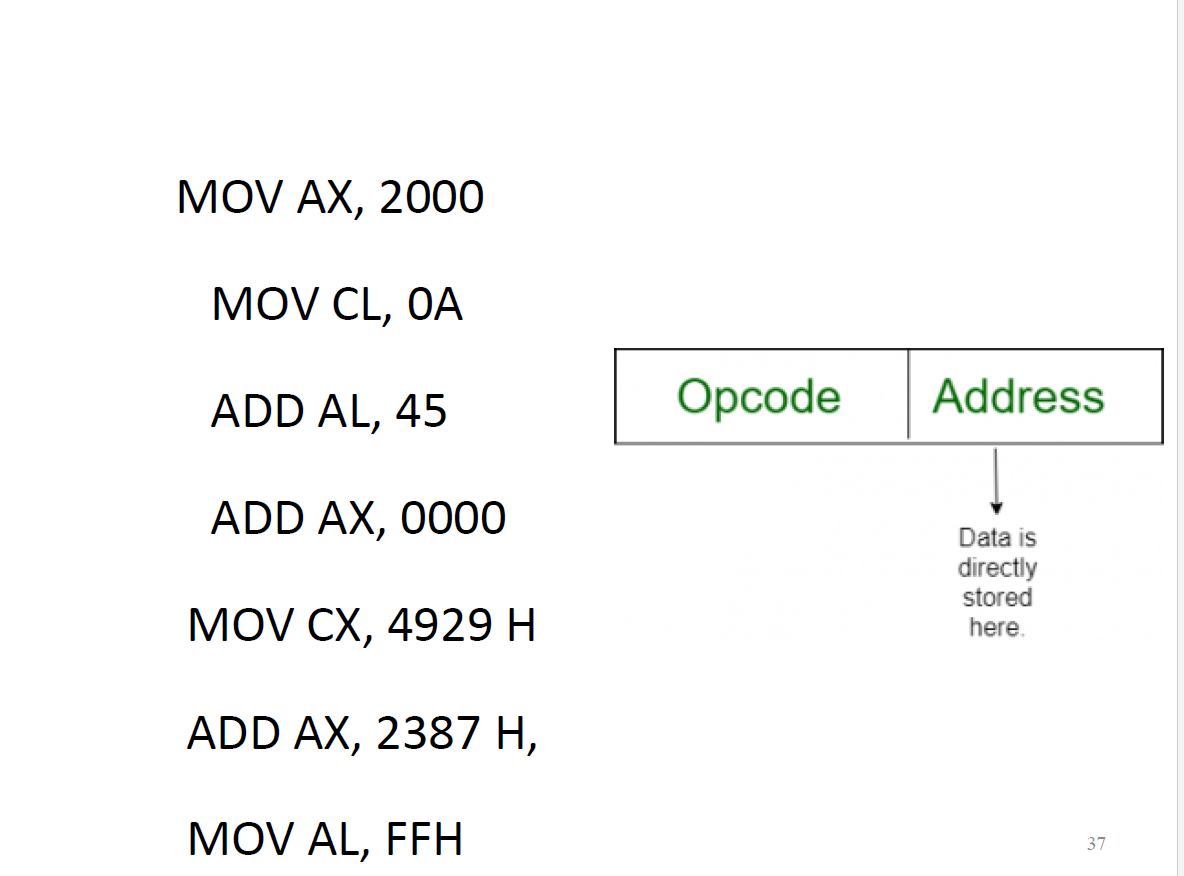 MOV AX, 2000
MOV CL, 0A
ADD AL, 45
ADD AX, 0000
MOV CX, 4929 H
ADD AX, 2387 H,
MOV AL, FFH
Opcode Address
Data is
directly
stored
here.
37